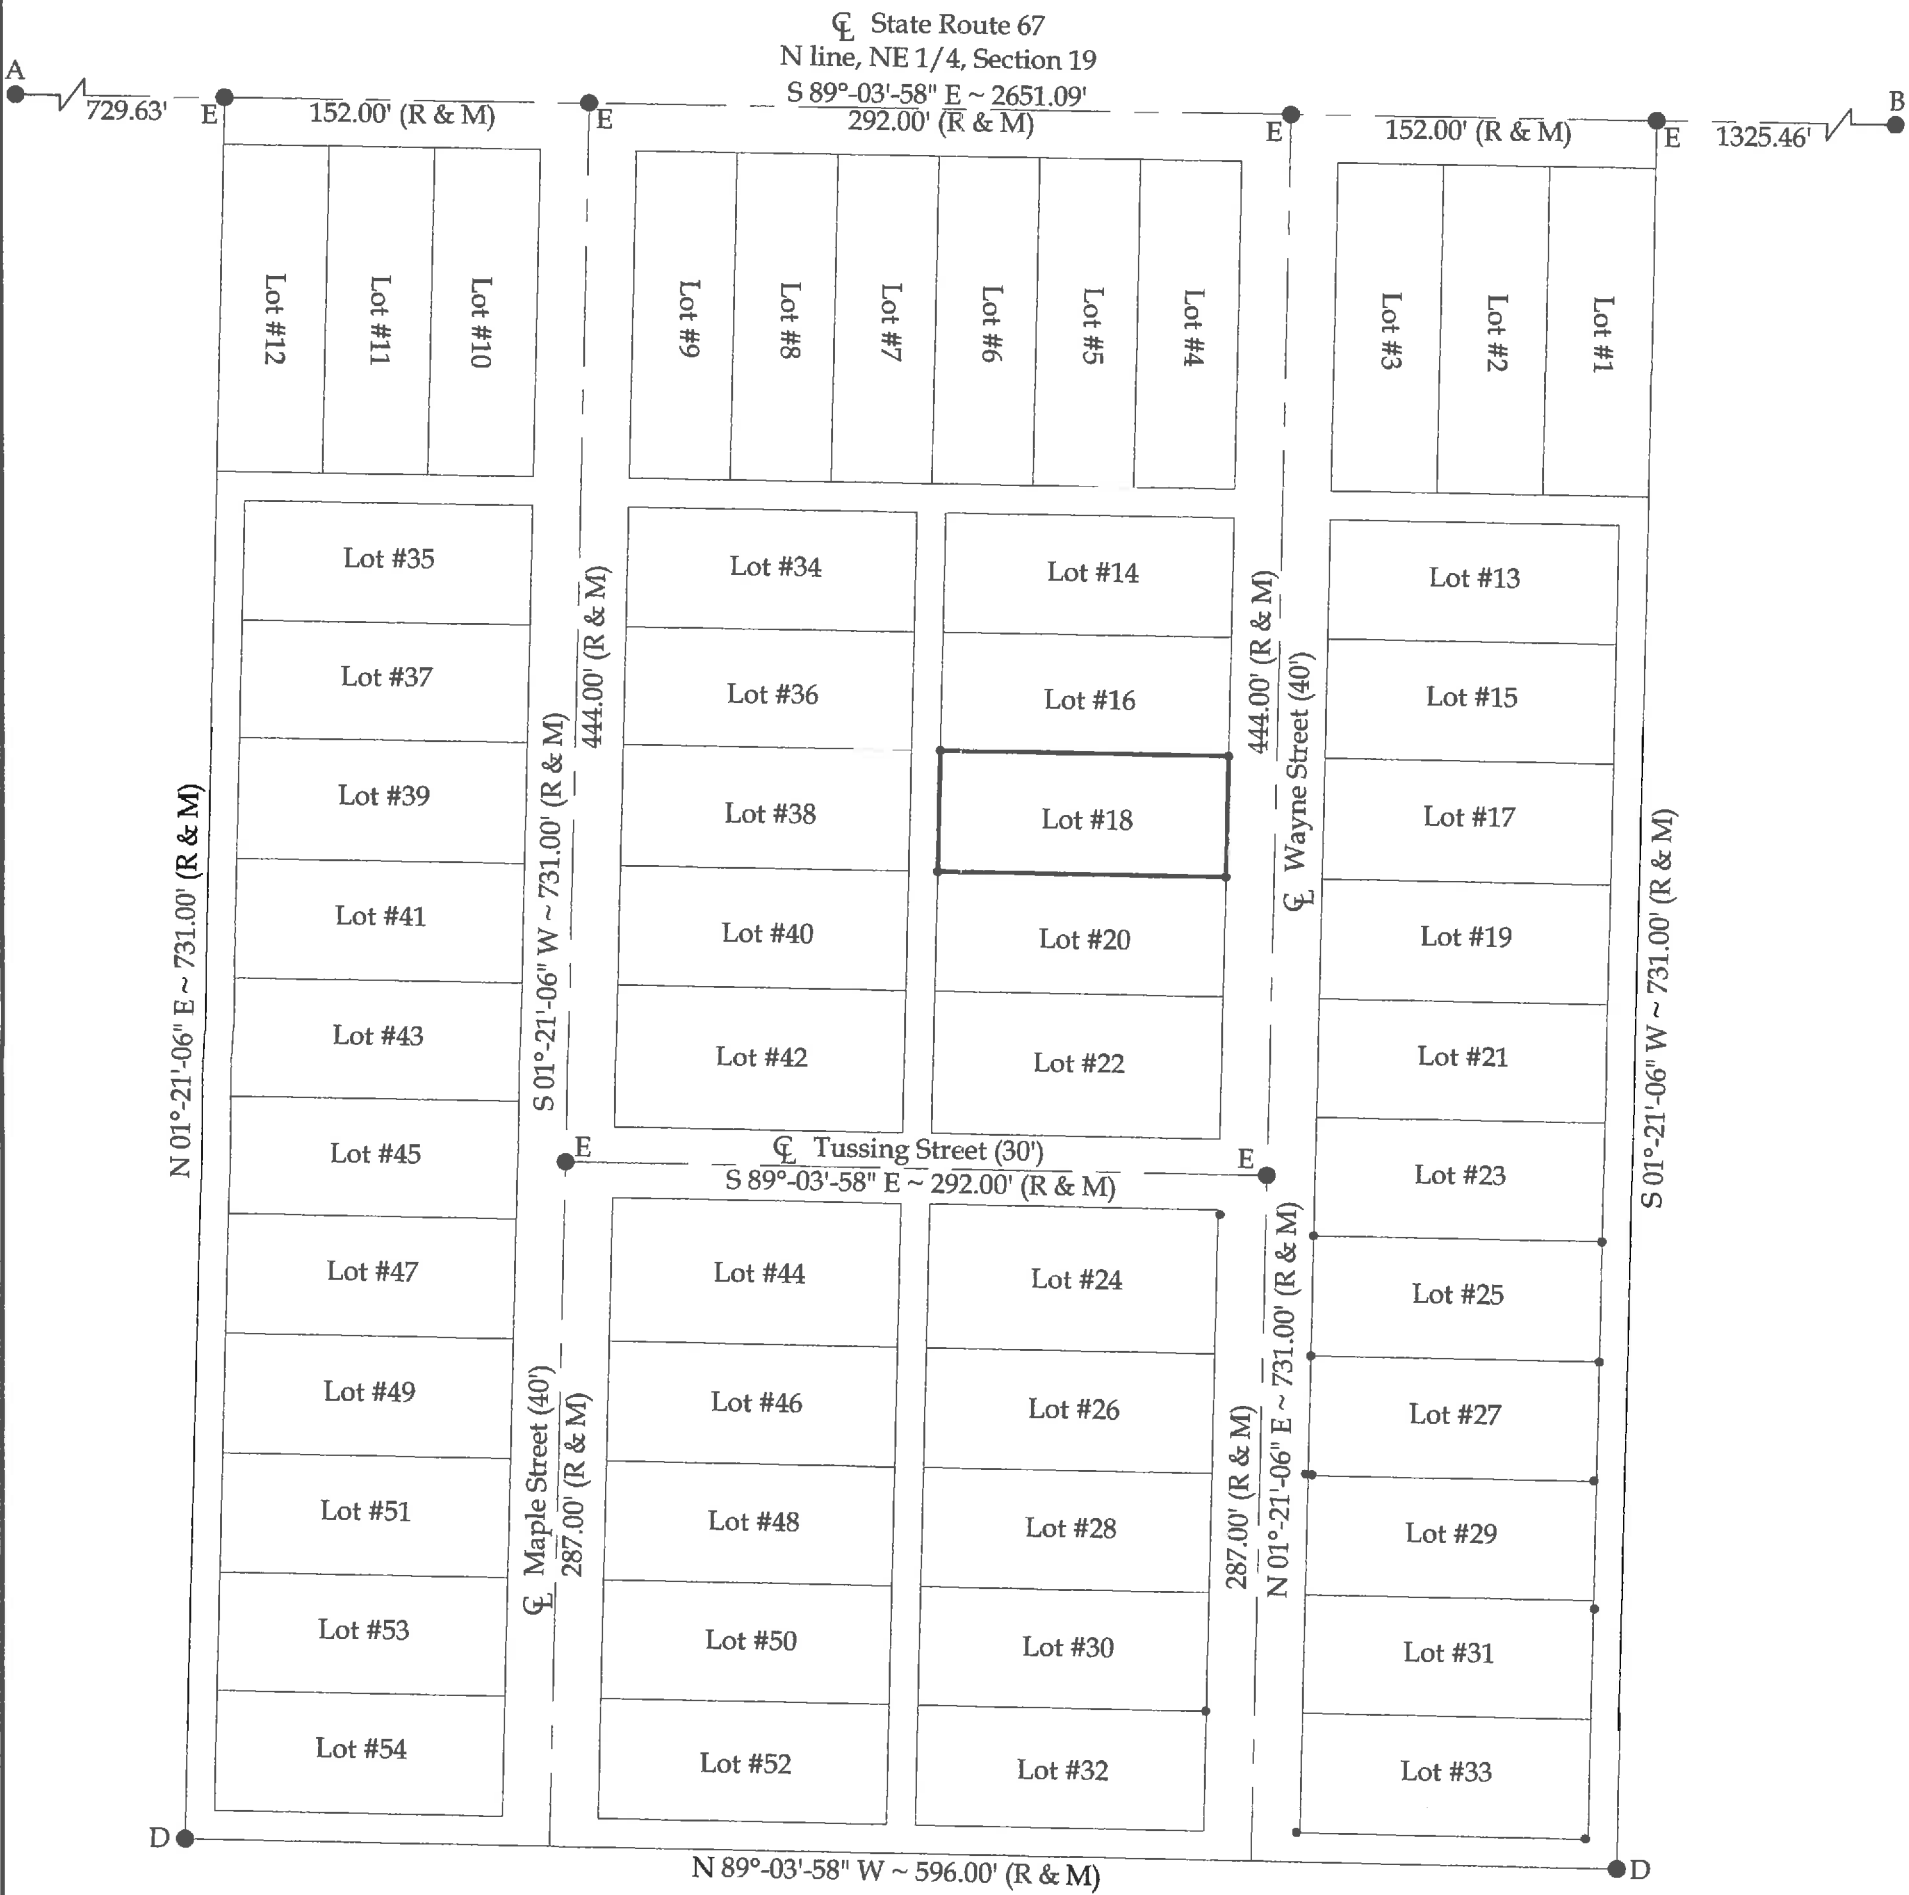 ℄ State Route 67
N line, NE 1/4, Section 19
S 89°-03'-58" E ~ 2651.09'
A
729.63'
E
152.00' (R & M)
E
292.00' (R & M)
E
152.00' (R & M)
E
1325.46'
B
Lot #12
Lot #11
Lot #10
Lot #9
Lot #8
Lot #7
Lot #6
Lot #5
Lot #4
Lot #3
Lot #2
Lot #1
Lot #35
Lot #34
Lot #14
Lot #13
444.00' (R & M)
444.00' (R & M)
Lot #37
Lot #36
Lot #16
Lot #15
Lot #39
Lot #38
Lot #18
Lot #17
N 01°-21'-06" E ~ 731.00' (R & M)
S 01°-21'-06" W ~ 731.00' (R & M)
℄ Wayne Street (40')
S 01°-21'-06" W ~ 731.00' (R & M)
Lot #41
Lot #40
Lot #20
Lot #19
Lot #43
Lot #42
Lot #22
Lot #21
Lot #45
E
℄ Tussing Street (30')
E
S 89°-03'-58" E ~ 292.00' (R & M)
Lot #23
Lot #47
Lot #44
Lot #24
Lot #25
Lot #49
Lot #46
Lot #26
Lot #27
℄ Maple Street (40')
287.00' (R & M)
287.00' (R & M)
N 01°-21'-06" E ~ 731.00' (R & M)
Lot #51
Lot #48
Lot #28
Lot #29
Lot #53
Lot #50
Lot #30
Lot #31
Lot #54
Lot #52
Lot #32
Lot #33
D
N 89°-03'-58" W ~ 596.00' (R & M)
D